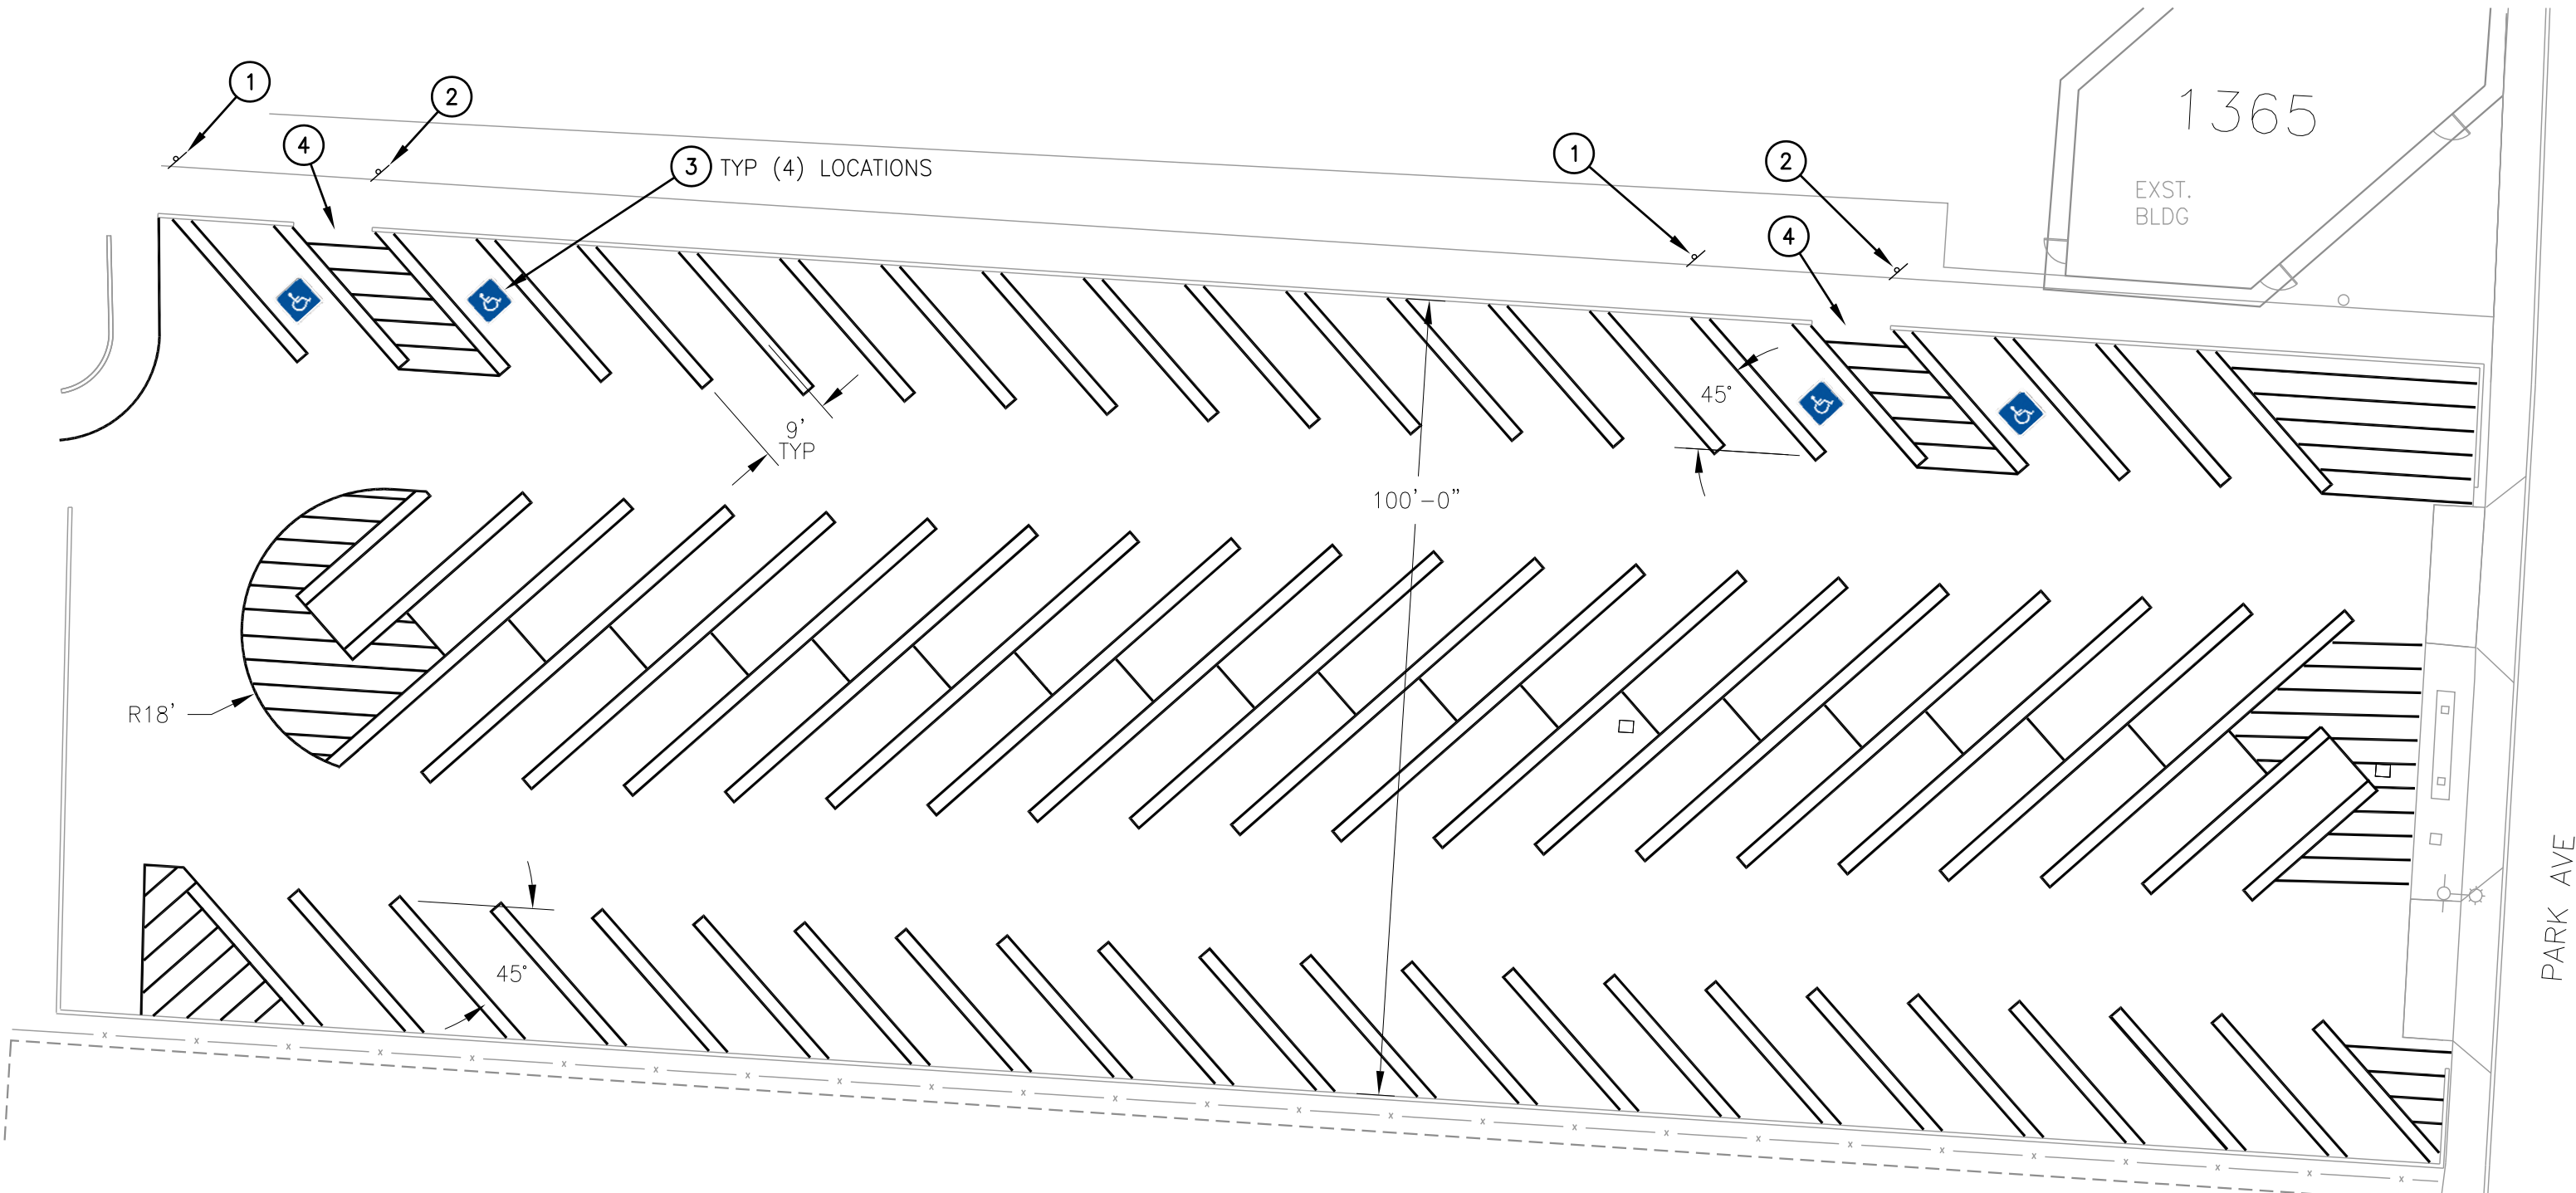 1
2
4
3 TYP (4) LOCATIONS
1
2
4
1365
EXST.
BLDG
45°
9'
TYP
100'-0"
R18'
45°
PARK AVE